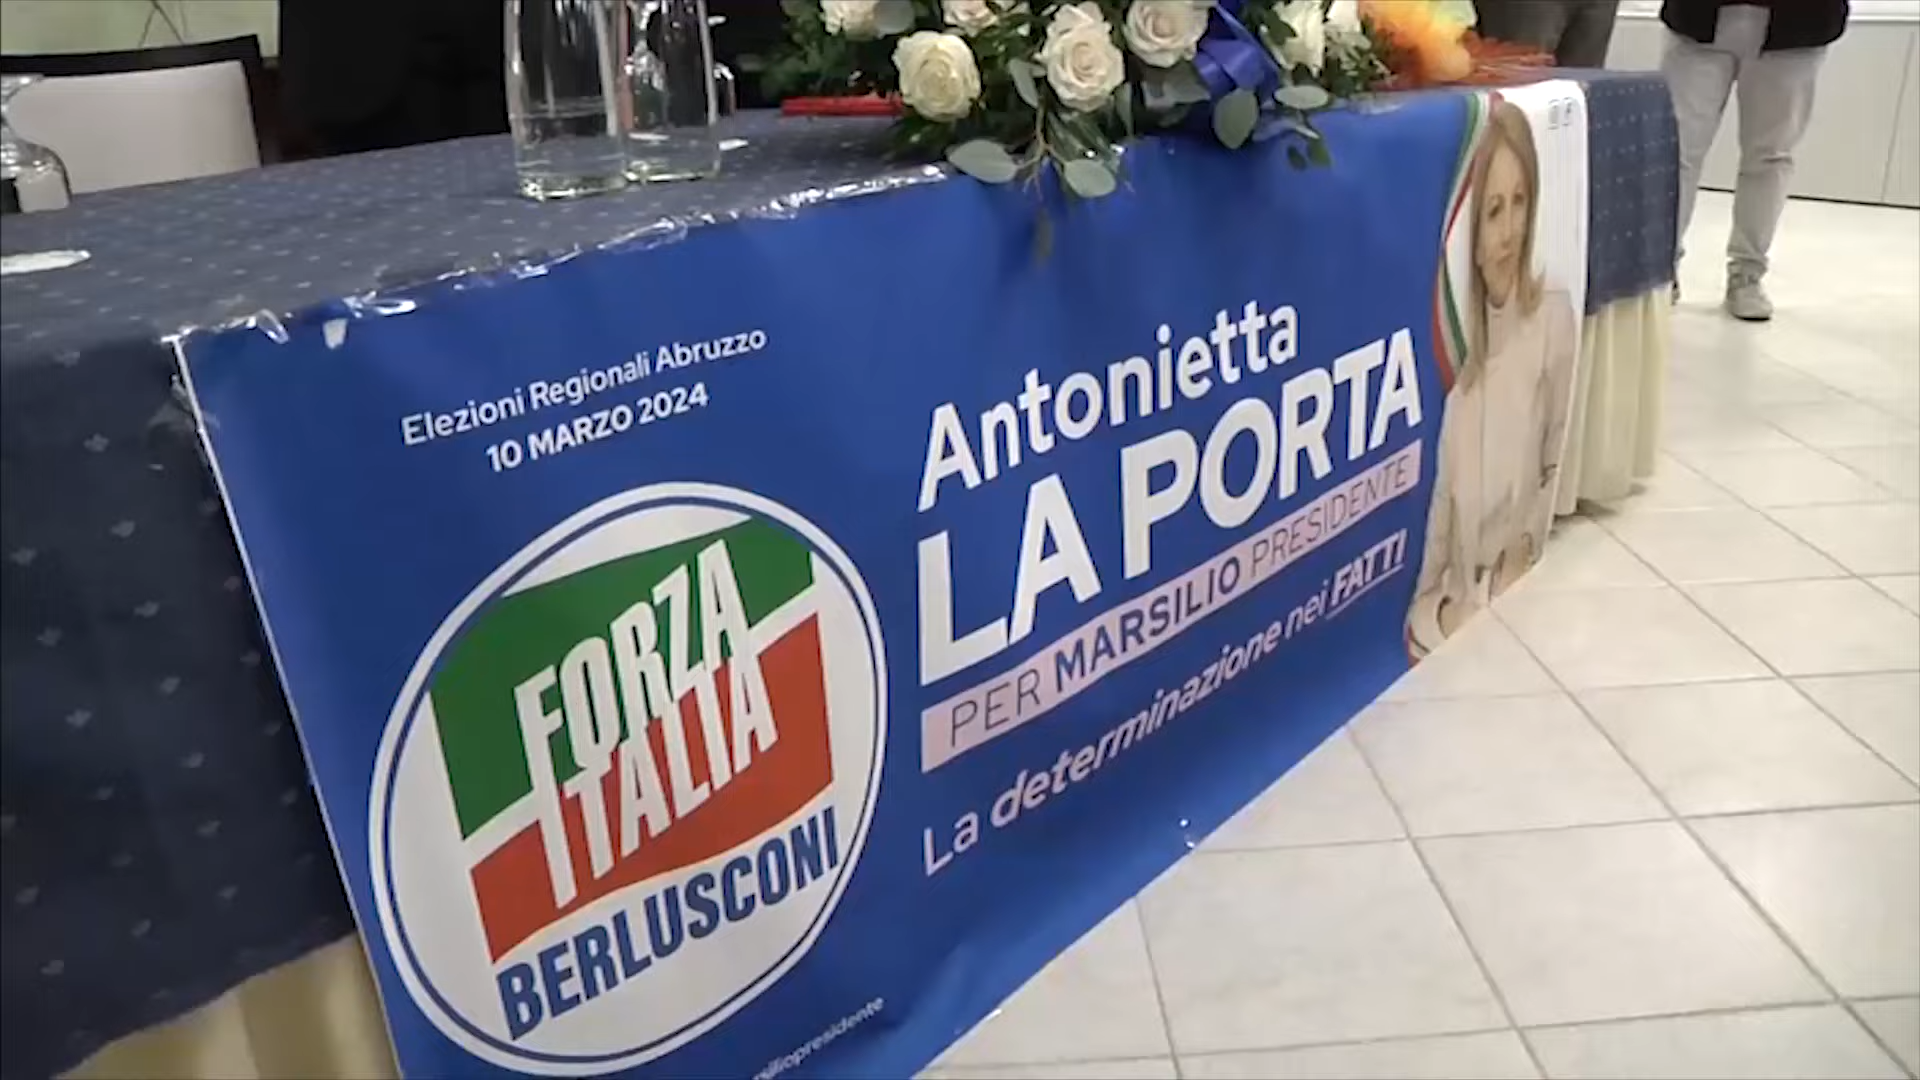 Elezioni Regionali Abruzzo
10 MARZO 2024
FORZA
ITALIA
BERLUSCONI
Antonietta
LA PORTA
PER MARSILIO PRESIDENTE
La determinazione nei FATTI